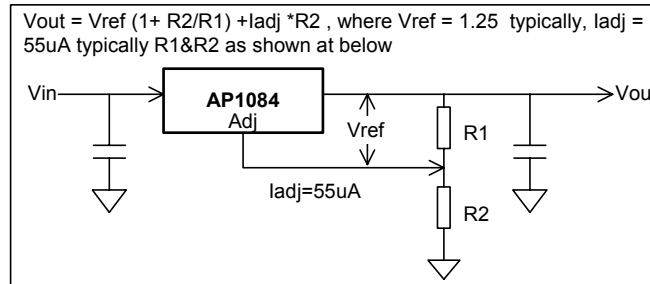 Vout = Vref (1+ R2/R1) +Iadj *R2 , where Vref = 1.25 typically, Iadj =
55uA typically R1&R2 as shown at below
Vin
AP1084
Adj
Vref
R1
Vou
Iadj=55uA
R2